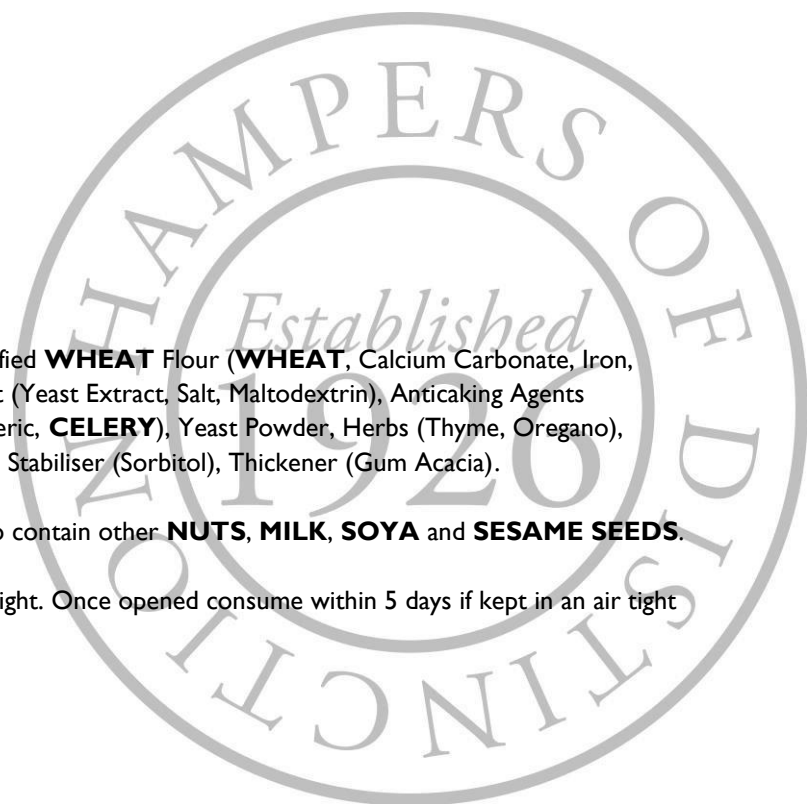 HAMPERS OF DISTINCTION
Established
1926
fied WHEAT Flour (WHEAT, Calcium Carbonate, Iron,
t (Yeast Extract, Salt, Maltodextrin), Anticaking Agents
eric, CELERY), Yeast Powder, Herbs (Thyme, Oregano),
Stabiliser (Sorbitol), Thickener (Gum Acacia).
o contain other NUTS, MILK, SOYA and SESAME SEEDS.
ight. Once opened consume within 5 days if kept in an air tight